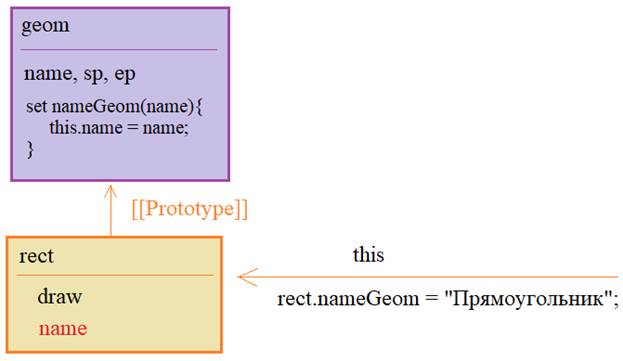 geom
name, sp, ep
set nameGeom(name){
this.name = name;
}
[[Prototype]]
rect
draw
name
this
rect.nameGeom = "Прямоугольник";